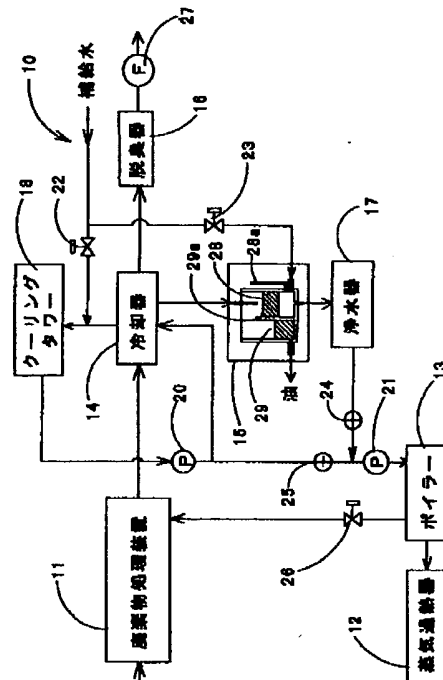 10
27
補給水
F
22
脱臭器
16
18
23
クーリング
タワー
冷却器
14
28a
28
29a
29
15
油
17
浄水器
20
P
24
25
21
P
11
廃棄物処理装置
26
ボイラー
13
蒸気過熱器
12